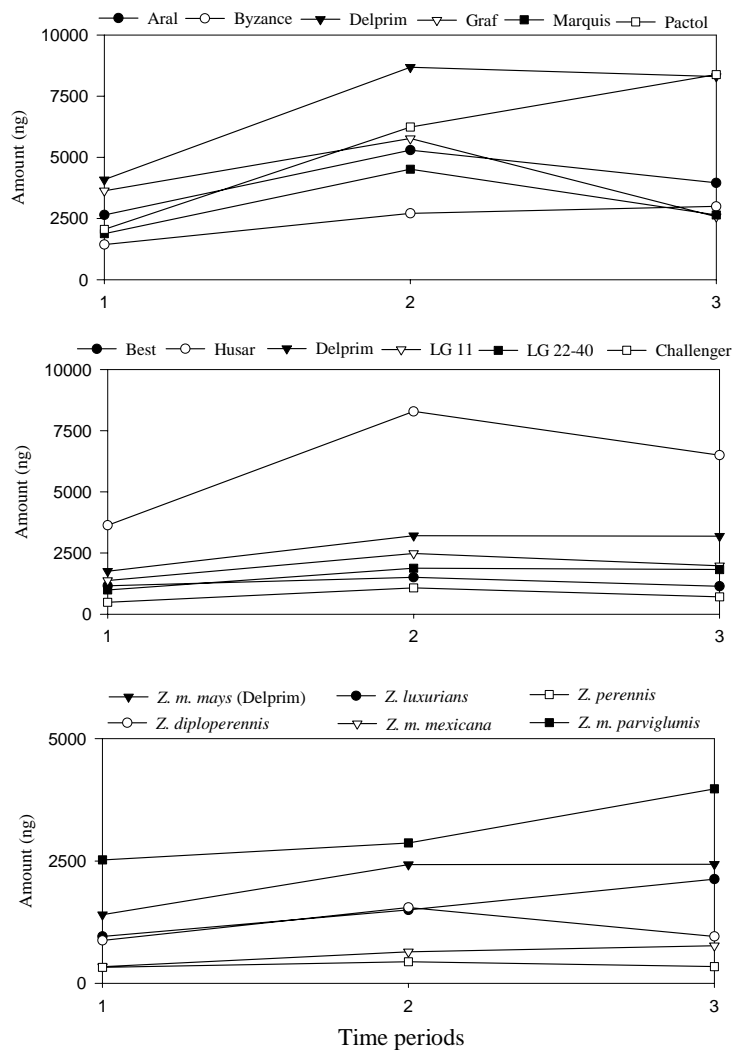 Aral Byzance Delprim Graf Marquis Pactol
10000
7500
5000
2500
0
Amount (ng)
1 2 3
Best Husar Delprim LG 11 LG 22-40 Challenger
10000
7500
5000
2500
0
Amount (ng)
1 2 3
Z. m. mays (Delprim) Z. luxurians Z. perennis
Z. diploperennis Z. m. mexicana Z. m. parviglumis
5000
2500
0
Amount (ng)
1 2 3
Time periods